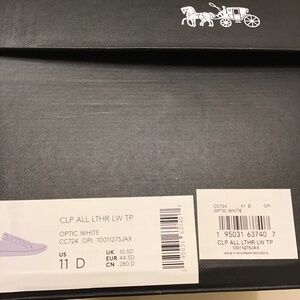 CLP ALL LTHR LW TP
OPTIC WHITE
CC724 OPI 10011275JAX
US
11 D
UK 10.5D
EUR 44.5D
CN 280 D
CC724 11 D OPI
OPTIC WHITE
1 95031 63740 7
CLP ALL LTHR LW TP
10011275JAX